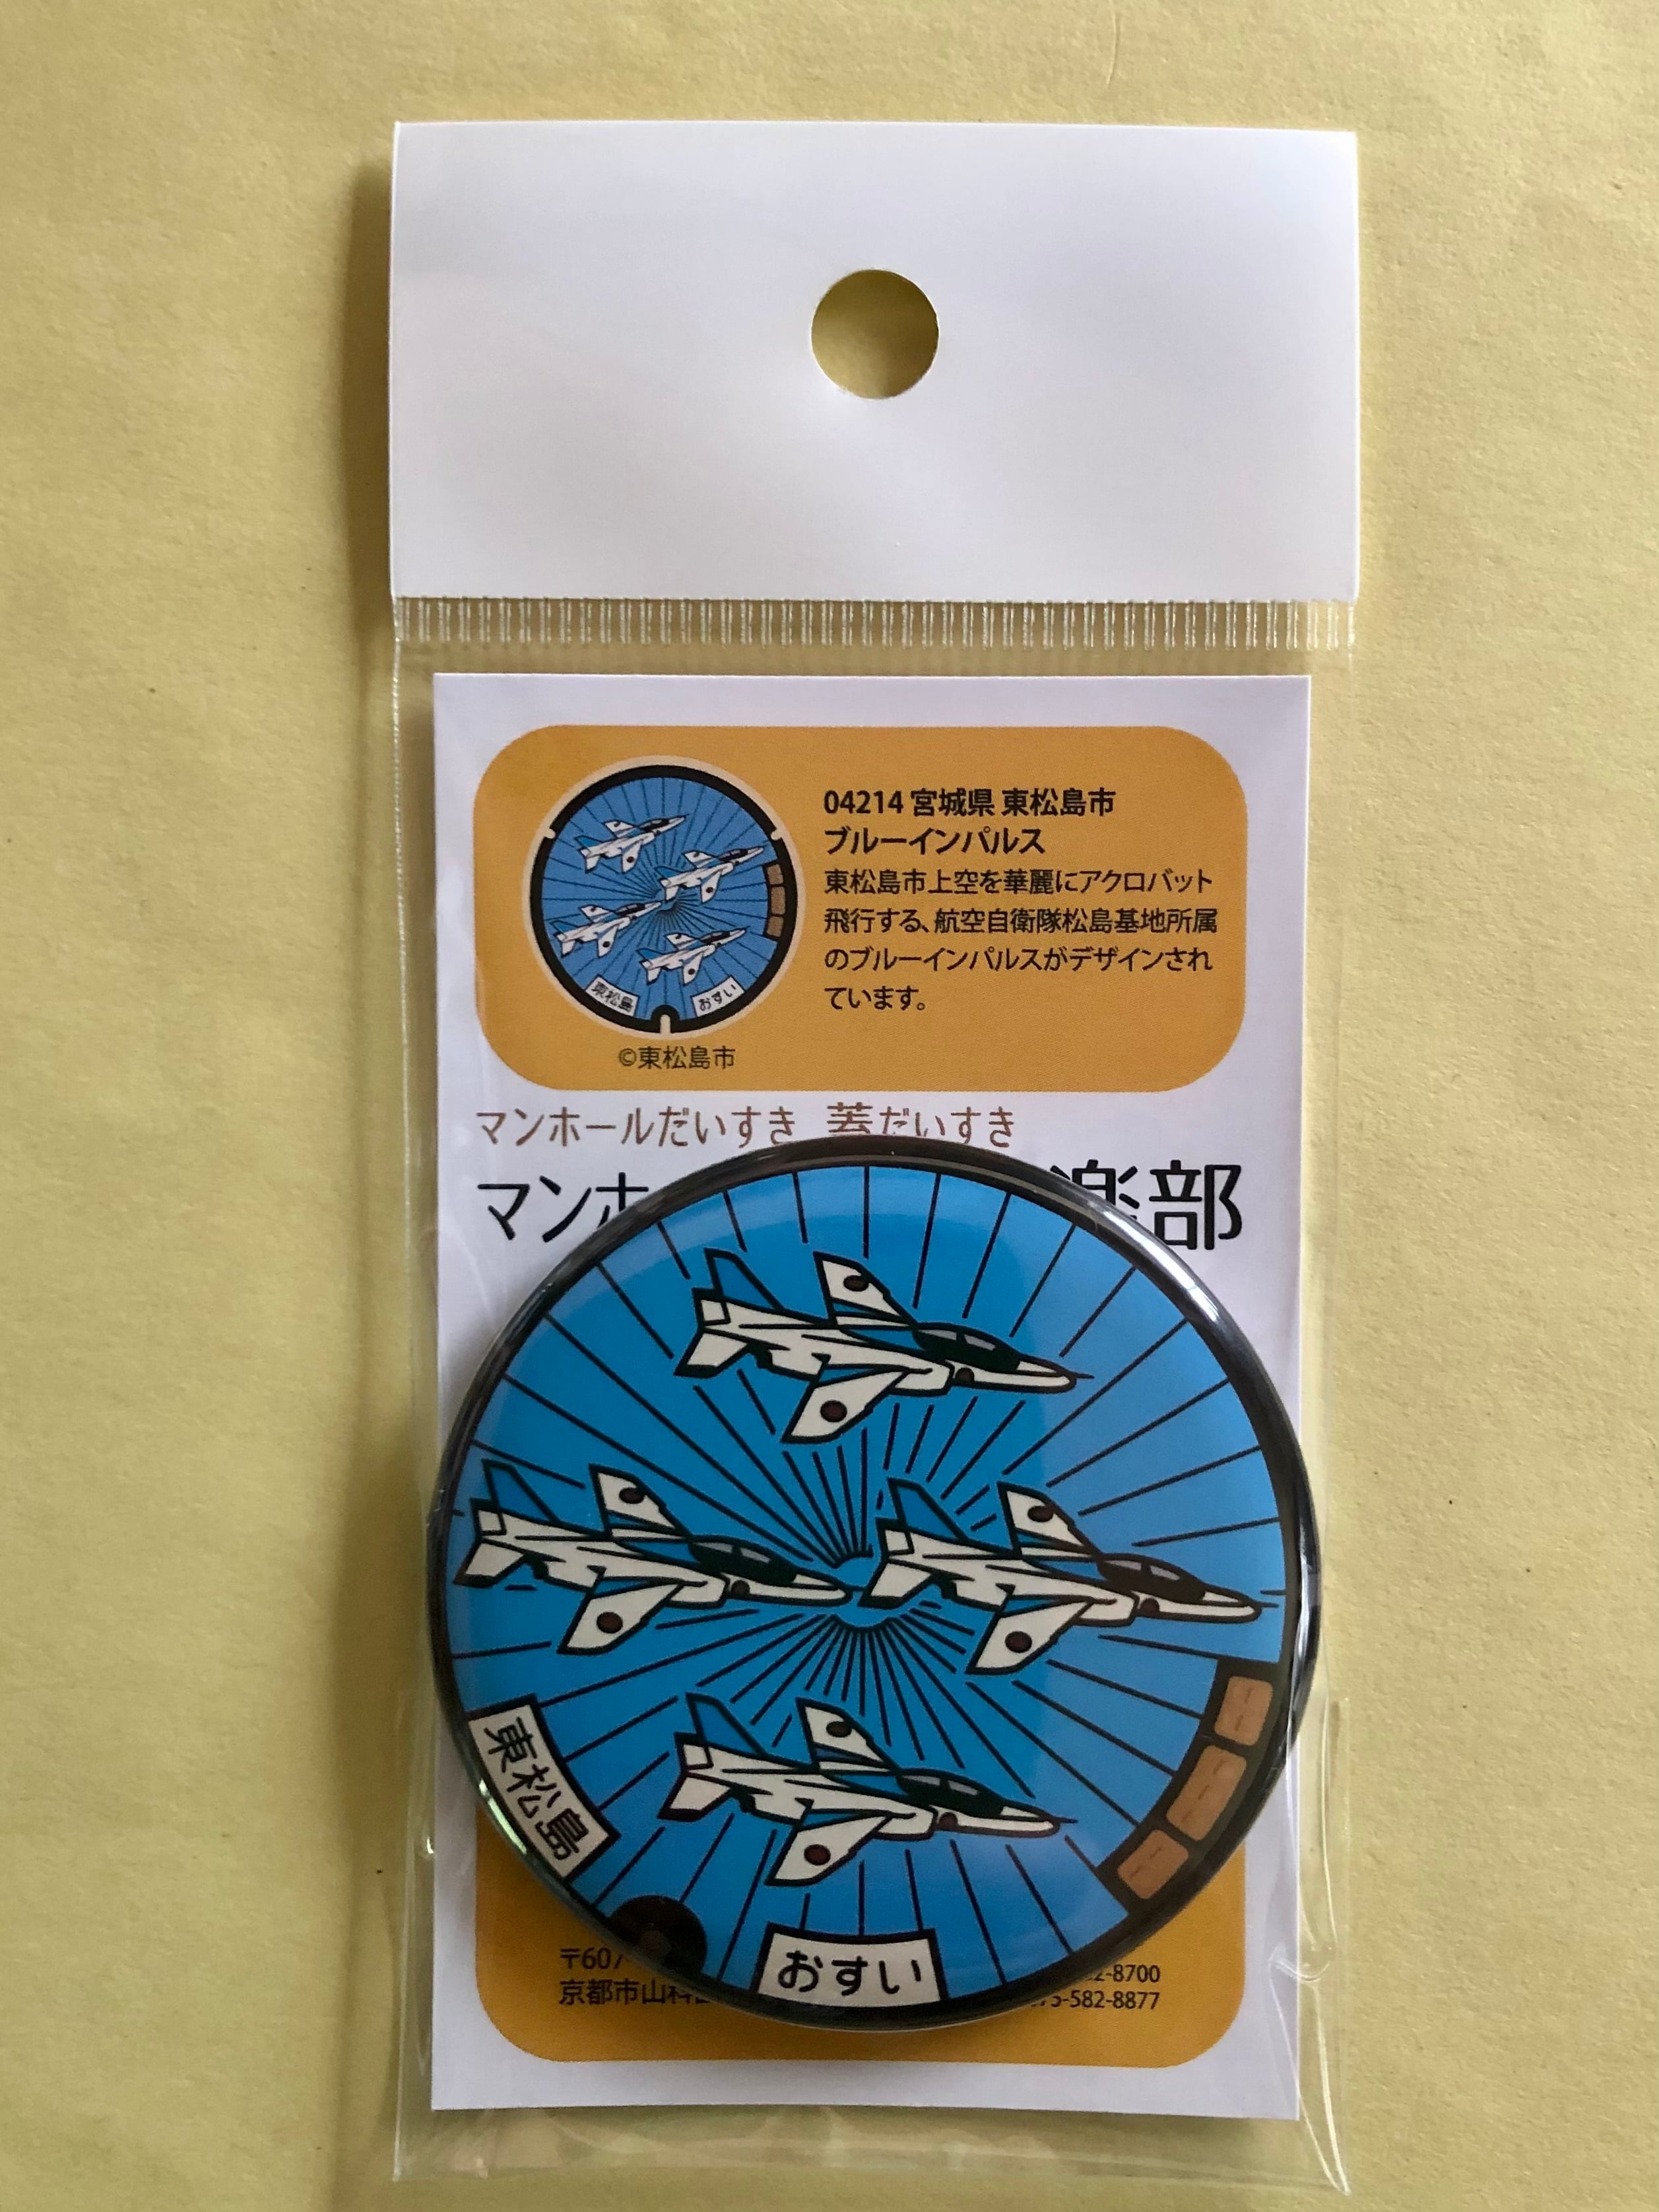 04214 宮城県 東松島市
ブルーインパルス
東松島市上空を華麗にアクロバット
飛行する、航空自衛隊松島基地所属
のブルーインパルスがデザインされ
ています。
東松島
おすい
©東松島市
マンホールだいすき 蓋だいすき
マンホ 楽部
東松島
おすい
〒607
京都市山科 2-8700
75-582-8877